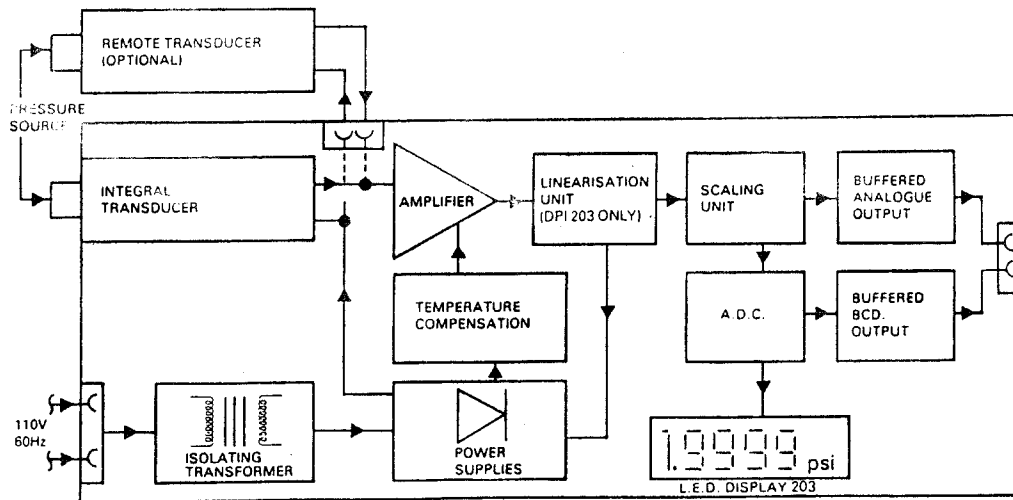 REMOTE TRANSDUCER
(OPTIONAL)
PRESSURE
SOURCE
INTEGRAL
TRANSDUCER
AMPLIFIER
LINEARISATION
UNIT
(DPI 203 ONLY)
SCALING
UNIT
BUFFERED
ANALOGUE
OUTPUT
TEMPERATURE
COMPENSATION
A.D.C.
BUFFERED
BCD.
OUTPUT
110V
60Hz
ISOLATING
TRANSFORMER
POWER
SUPPLIES
1.9999 psi
L.E.D. DISPLAY 203